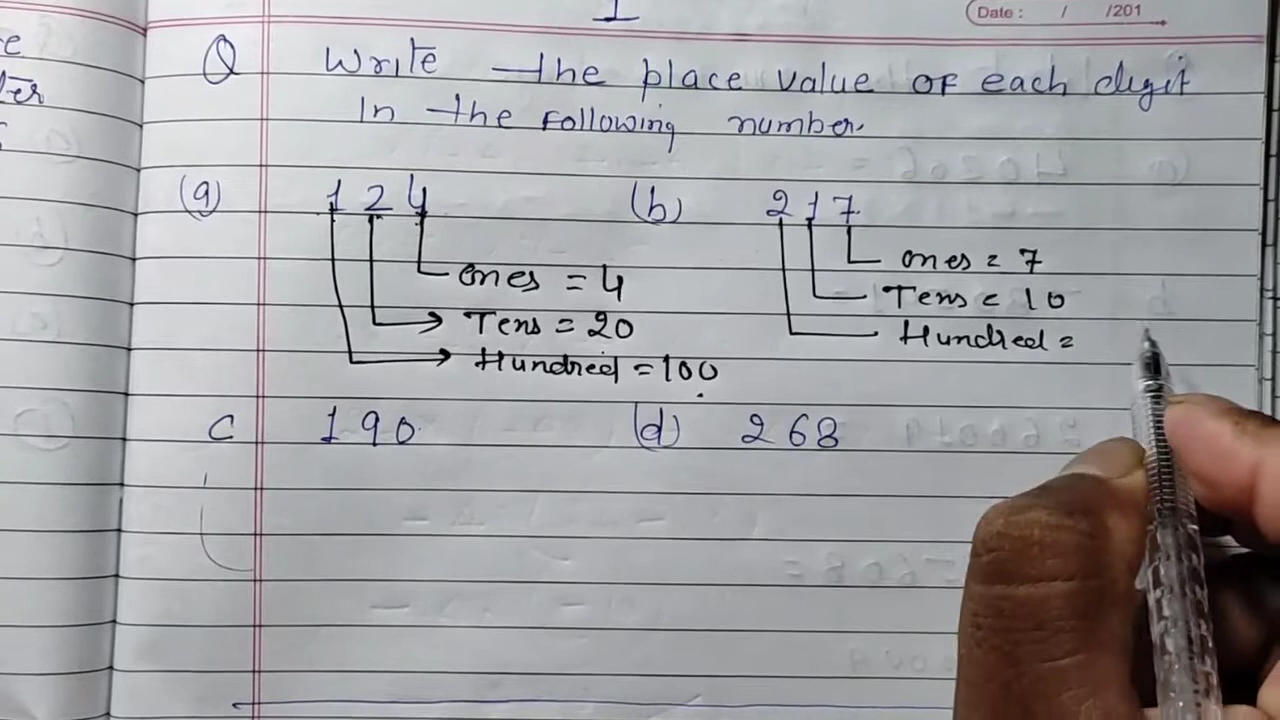 1
Date : / /201
Q Write the place value of each digit
in the following number.
(a) 124 (b) 217
ones = 4
Tens = 20
Hundred = 100
ones = 7
Tens = 10
Hundred =
C 190 (d) 268